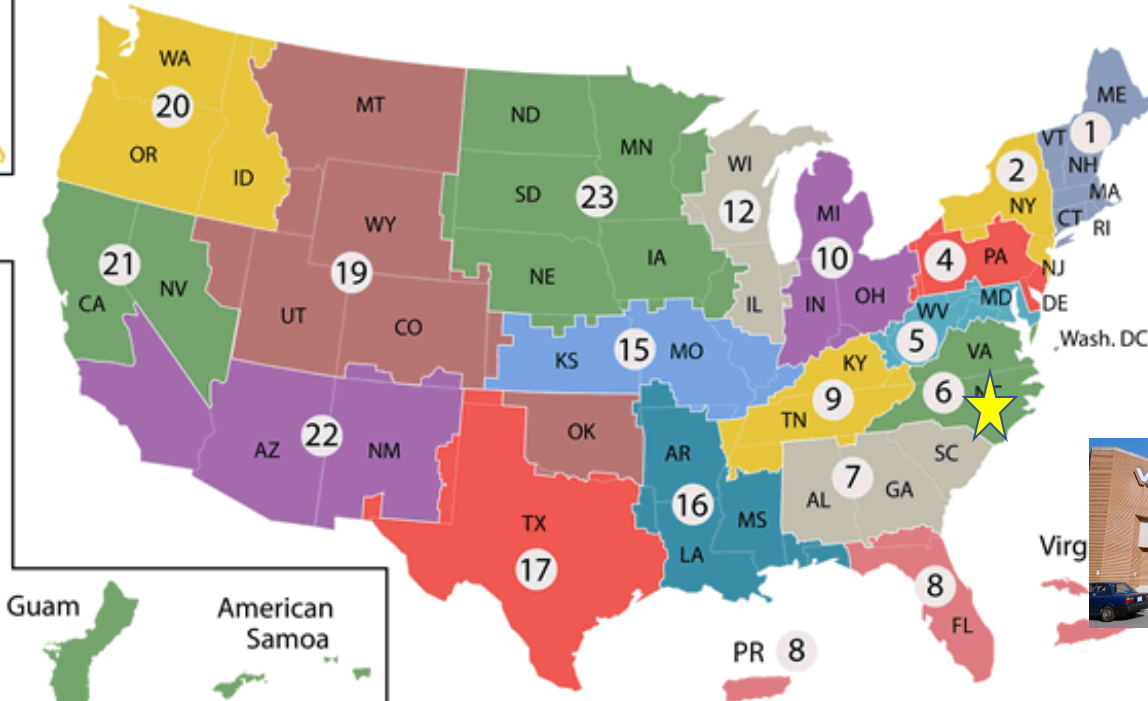 WA
20
OR
ID
MT
WY
19
UT
CO
21
CA
NV
ND
MN
SD
23
NE
IA
WI
12
IL
MI
10
IN
OH
ME
VT
1
NH
MA
CT
RI
2
NY
4
PA
NJ
MD
DE
WV
5
Wash. DC
VA
6
KY
9
TN
KS
15
MO
22
AZ
NM
OK
TX
17
AR
16
MS
LA
SC
7
AL
GA
8
FL
PR 8
Virg
Guam
American
Samoa